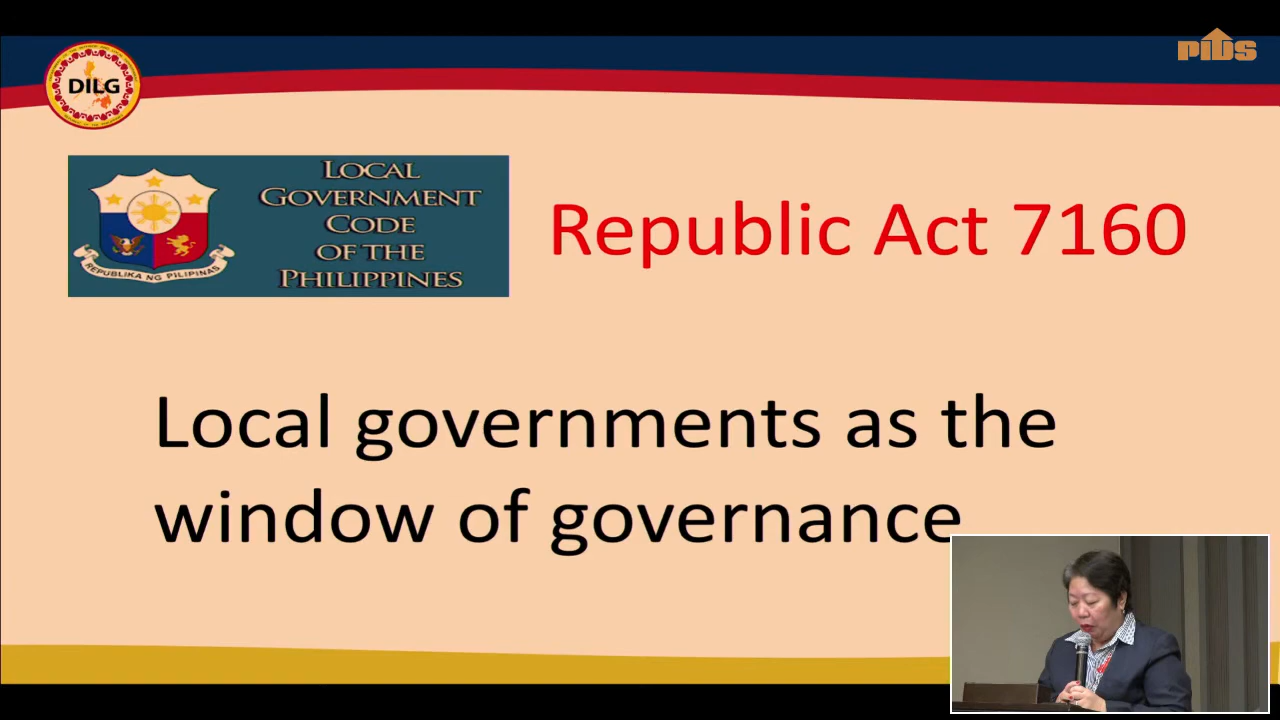 PIDS
DILG
LOCAL
GOVERNMENT
CODE
OF THE
PHILIPPINES
REPUBLIKA NG PILIPINAS
Republic Act 7160
Local governments as the
window of governance